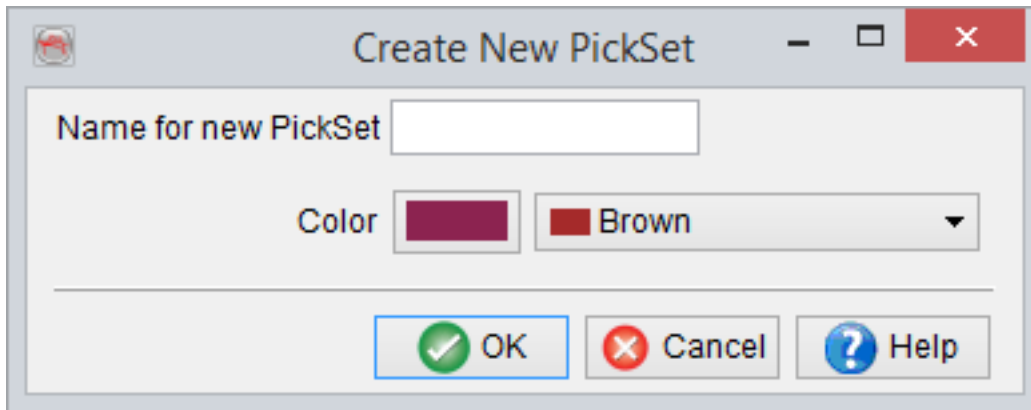 Create New PickSet
Name for new PickSet
Color Brown
OK Cancel Help